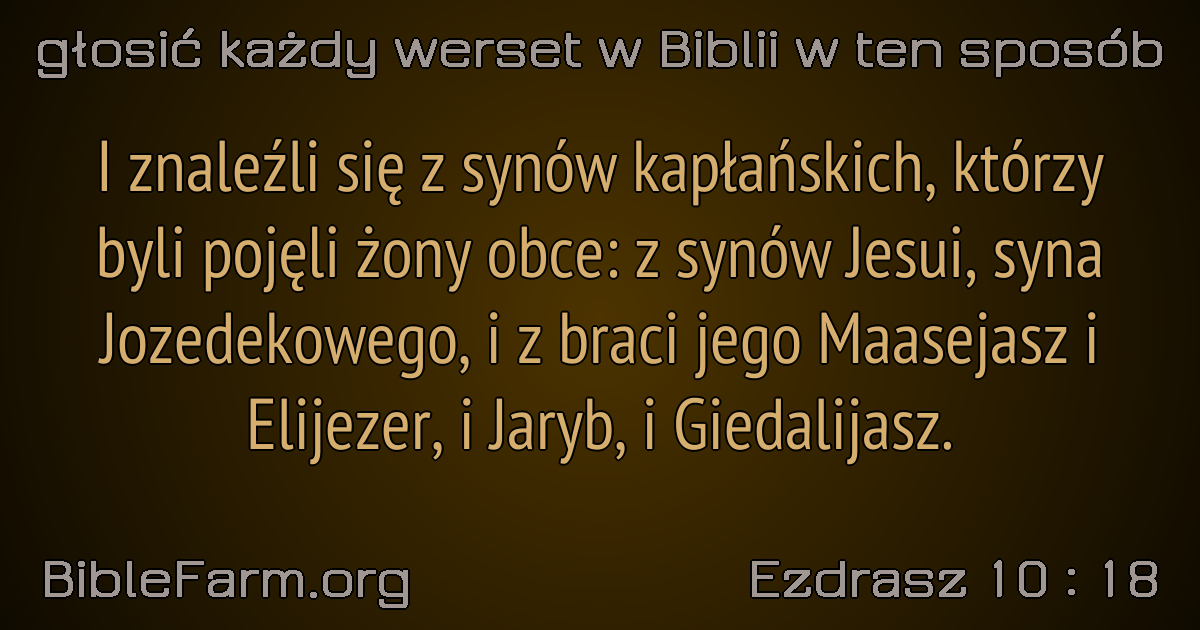 głosić każdy werset w Biblii w ten sposób
I znaleźli się z synów kapłańskich, którzy
byli pojęli żony obce: z synów Jesui, syna
Jozedekowego, i z braci jego Maasejasz i
Elijezer, i Jaryb, i Giedalijasz.
BibleFarm.org
Ezdrasz 10 : 18